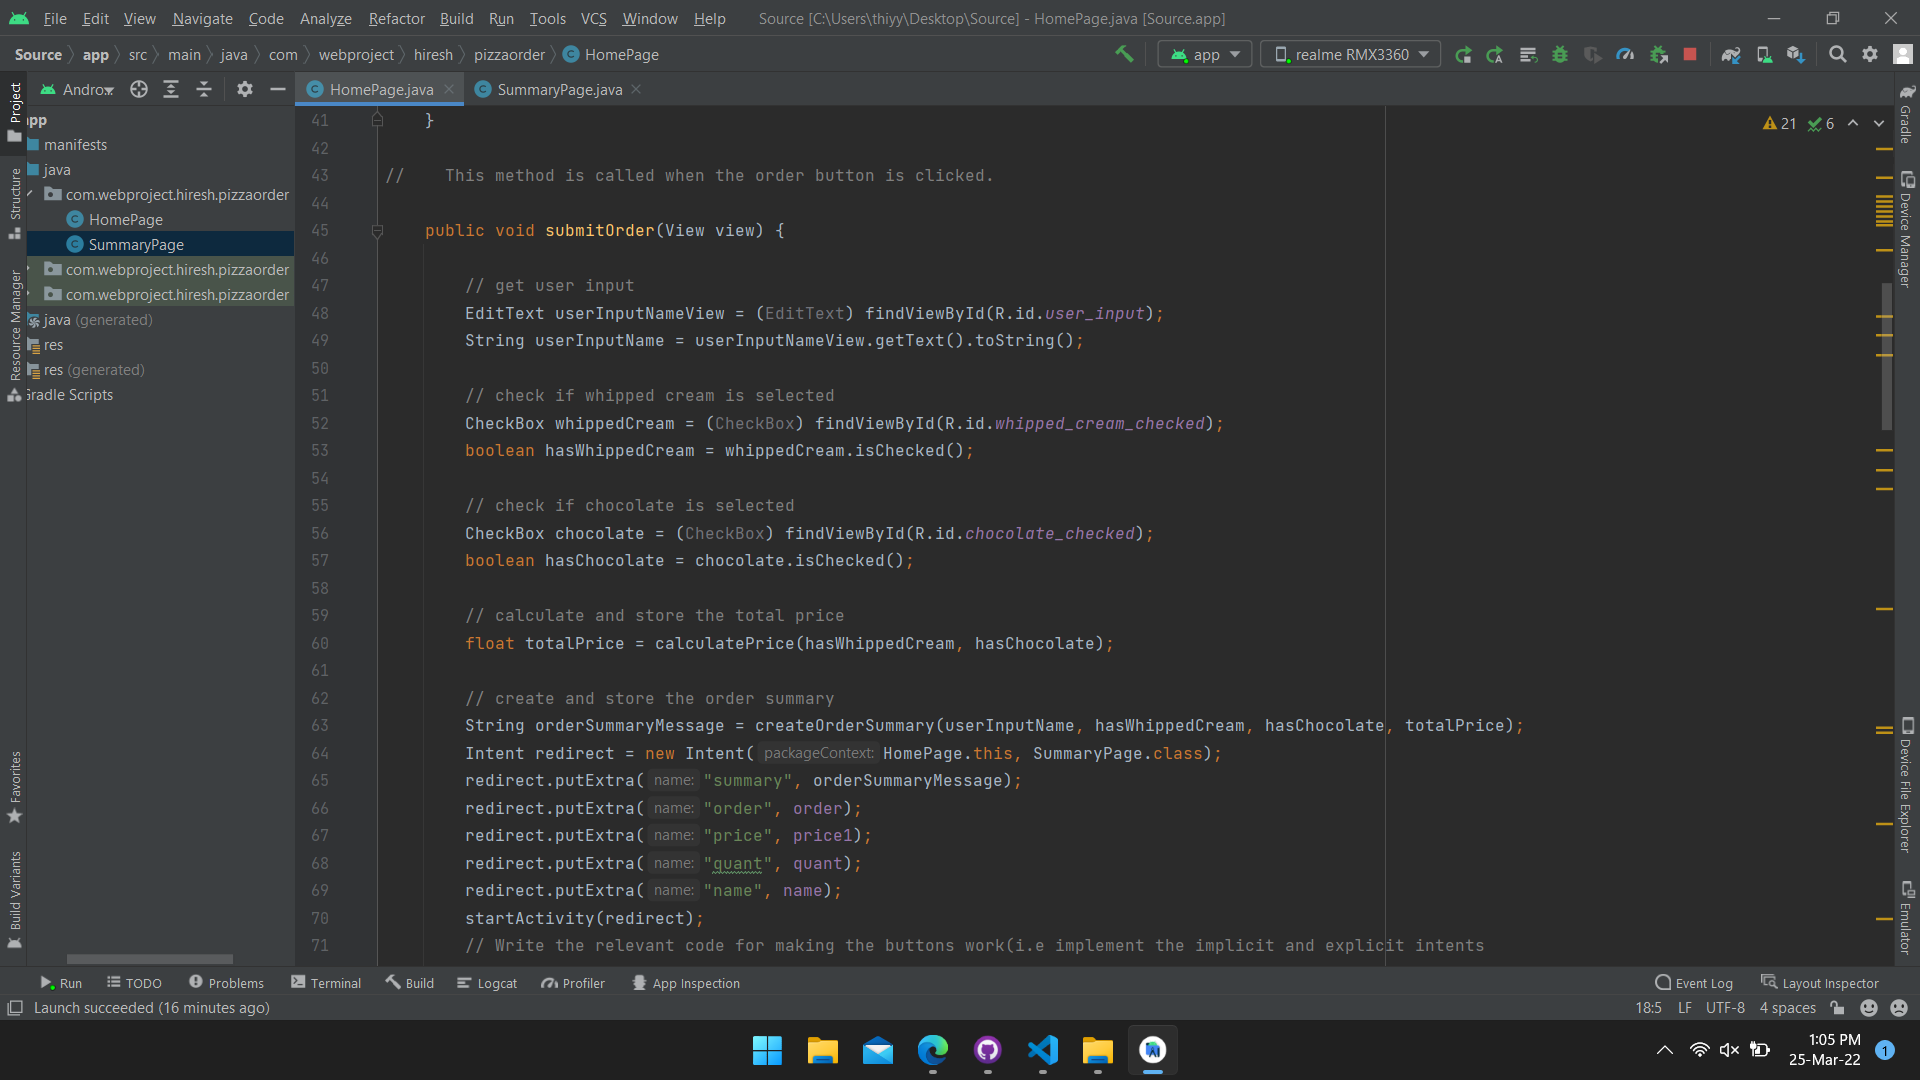 File Edit View Navigate Code Analyze Refactor Build Run Tools VCS Window Help Source [C:\Users\thiyy\Desktop\Source] - HomePage.java [Source.app]
Source app src main java com webproject hiresh pizzaorder HomePage app realme RMX3360
Project
Andro
HomePage.java
SummaryPage.java
pp
manifests
java
com.webproject.hiresh.pizzaorder
HomePage
SummaryPage
com.webproject.hiresh.pizzaorder
com.webproject.hiresh.pizzaorder
java (generated)
res
res (generated)
Gradle Scripts
Structure
Resource Manager
Favorites
Build Variants
21 6
41 }
42
43 // This method is called when the order button is clicked.
44
45 public void submitOrder(View view) {
46
47 // get user input
48 EditText userInputNameView = (EditText) findViewById(R.id.user_input);
49 String userInputName = userInputNameView.getText().toString();
50
51 // check if whipped cream is selected
52 CheckBox whippedCream = (CheckBox) findViewById(R.id.whipped_cream_checked);
53 boolean hasWhippedCream = whippedCream.isChecked();
54
55 // check if chocolate is selected
56 CheckBox chocolate = (CheckBox) findViewById(R.id.chocolate_checked);
57 boolean hasChocolate = chocolate.isChecked();
58
59 // calculate and store the total price
60 float totalPrice = calculatePrice(hasWhippedCream, hasChocolate);
61
62 // create and store the order summary
63 String orderSummaryMessage = createOrderSummary(userInputName, hasWhippedCream, hasChocolate, totalPrice);
64 Intent redirect = new Intent( packageContext: HomePage.this, SummaryPage.class);
65 redirect.putExtra( name: "summary", orderSummaryMessage);
66 redirect.putExtra( name: "order", order);
67 redirect.putExtra( name: "price", price1);
68 redirect.putExtra( name: "quant", quant);
69 redirect.putExtra( name: "name", name);
70 startActivity(redirect);
71 // Write the relevant code for making the buttons work(i.e implement the implicit and explicit intents
Gradle
Device Manager
Device File Explorer
Emulator
Run TODO Problems Terminal Build Logcat Profiler App Inspection Event Log Layout Inspector
Launch succeeded (16 minutes ago) 18:5 LF UTF-8 4 spaces
1:05 PM
25-Mar-22
1